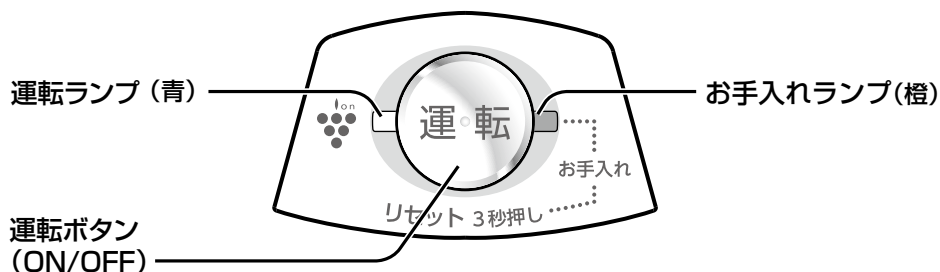 運転ランプ（青）
お手入れランプ(橙)
ion
運転
お手入れ
リセット 3秒押し
運転ボタン
（ON/OFF）